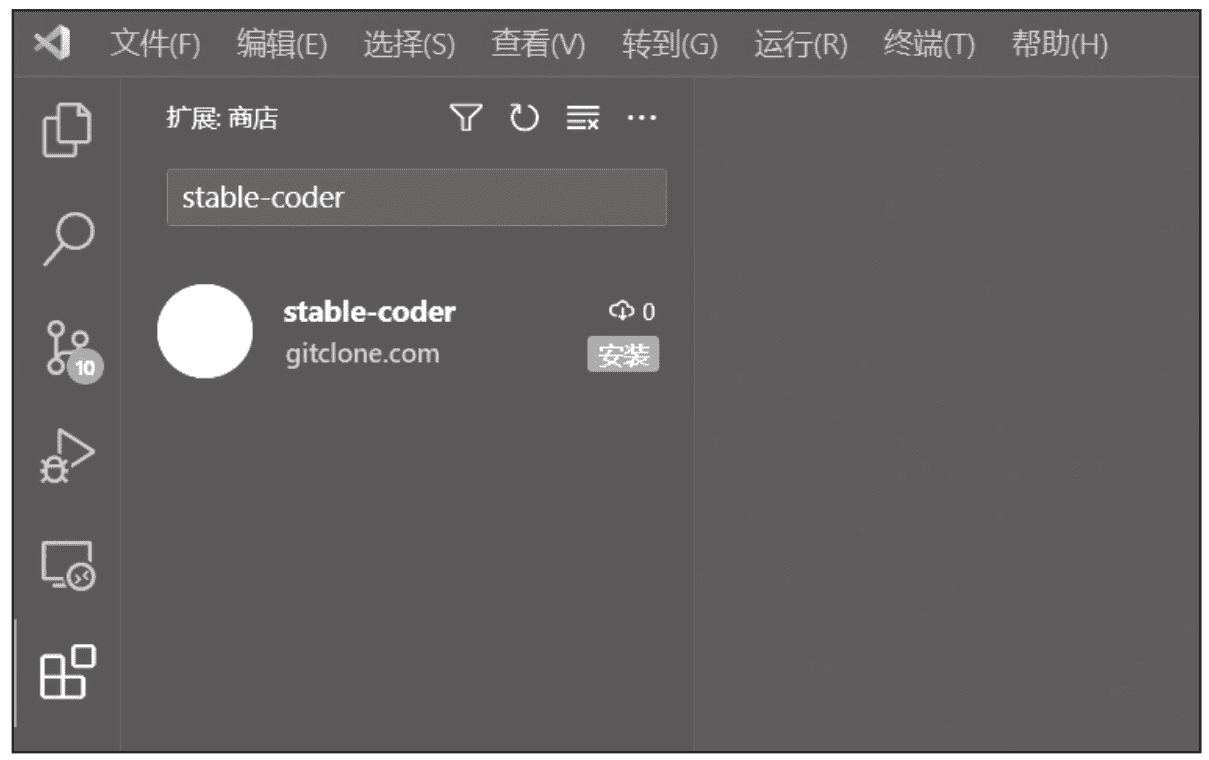 文件(F) 编辑(E) 选择(S) 查看(V) 转到(G) 运行(R) 终端(T) 帮助(H)
扩展: 商店
stable-coder
stable-coder 0
gitclone.com 安装
10